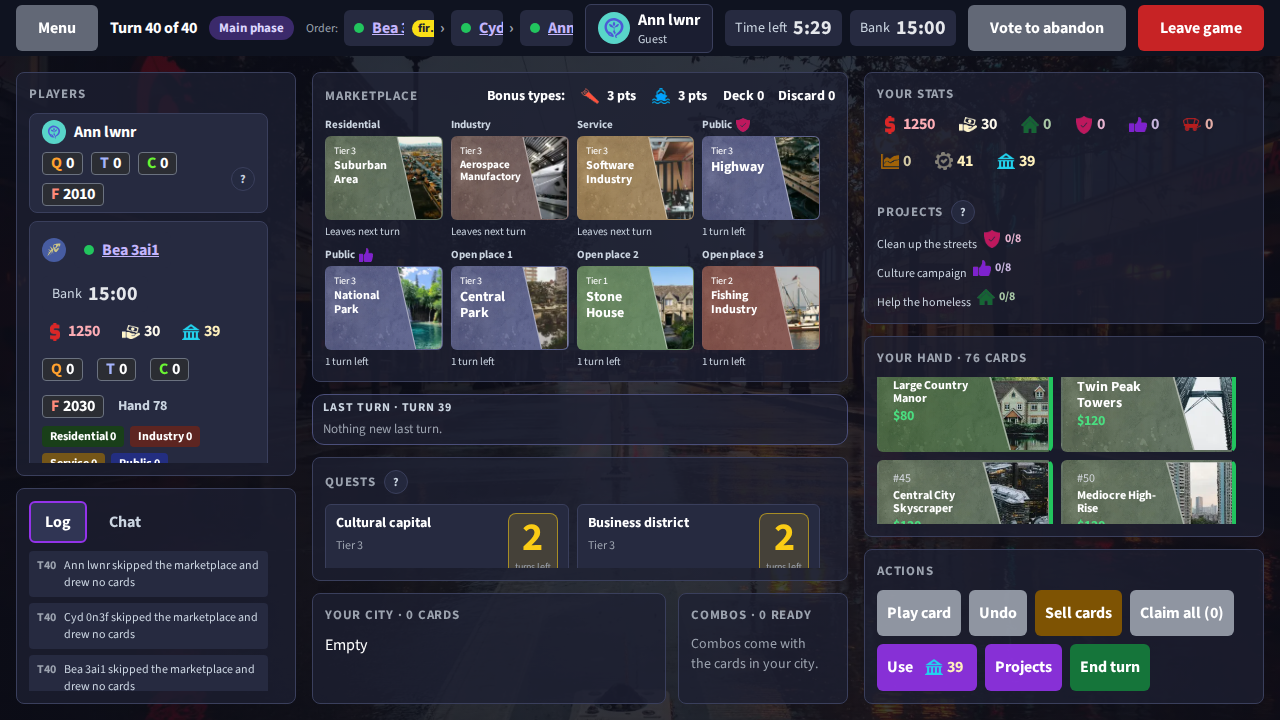 Menu
Turn 40 of 40
Main phase
Order:
Bea
fir.
›
Cyd
›
Ann
Ann lwnr
Guest
Time left 5:29
Bank 15:00
Vote to abandon
Leave game
PLAYERS
Ann lwnr
Q 0
T 0
C 0
F 2010
?
Bea 3ai1
Bank 15:00
1250
30
39
Q 0
T 0
C 0
F 2030
Hand 78
Residential 0
Industry 0
Service 0
Public 0
Log
Chat
T40 Ann lwnr skipped the marketplace and
drew no cards
T40 Cyd 0n3f skipped the marketplace and
drew no cards
T40 Bea 3ai1 skipped the marketplace and
drew no cards
MARKETPLACE
Bonus types:
3 pts
3 pts
Deck 0
Discard 0
Residential
Industry
Service
Public
Tier 3
Suburban
Area
Tier 3
Aerospace
Manufactory
Tier 3
Software
Industry
Tier 3
Highway
Leaves next turn
Leaves next turn
Leaves next turn
1 turn left
Public
Open place 1
Open place 2
Open place 3
Tier 3
National
Park
Tier 3
Central
Park
Tier 1
Stone
House
Tier 2
Fishing
Industry
1 turn left
1 turn left
1 turn left
1 turn left
LAST TURN · TURN 39
Nothing new last turn.
QUESTS
?
Cultural capital
Tier 3
2
turns left
Business district
Tier 3
2
turns left
YOUR CITY · 0 CARDS
Empty
COMBOS · 0 READY
Combos come with
the cards in your city.
YOUR STATS
1250
30
0
0
0
0
0
41
39
PROJECTS
?
Clean up the streets 0/8
Culture campaign 0/8
Help the homeless 0/8
YOUR HAND · 76 CARDS
Large Country
Manor
$80
Twin Peak
Towers
$120
#45
Central City
Skyscraper
$120
#50
Mediocre High-
Rise
$120
ACTIONS
Play card
Undo
Sell cards
Claim all (0)
Use 39
Projects
End turn